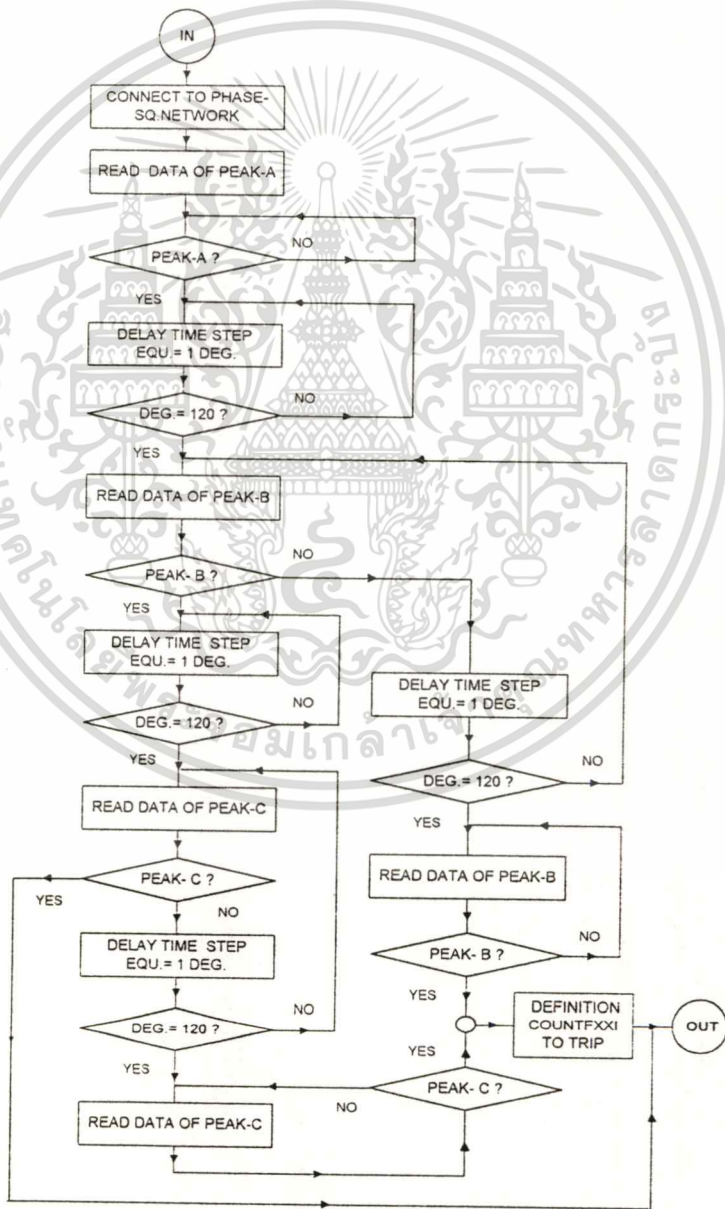 IN
CONNECT TO PHASE-
SQ.NETWORK
READ DATA OF PEAK-A
PEAK-A ?
NO
YES
DELAY TIME STEP
EQU.= 1 DEG.
DEG.= 120 ?
NO
YES
READ DATA OF PEAK-B
PEAK- B ?
NO
YES
DELAY TIME STEP
EQU.= 1 DEG.
DEG.= 120 ?
NO
YES
READ DATA OF PEAK-C
PEAK- C ?
YES
NO
DELAY TIME STEP
EQU.= 1 DEG.
DEG.= 120 ?
NO
YES
READ DATA OF PEAK-C
DELAY TIME STEP
EQU.= 1 DEG.
DEG.= 120 ?
NO
YES
READ DATA OF PEAK-B
PEAK- B ?
NO
YES
DEFINITION
COUNTFXXI
TO TRIP
OUT
YES
PEAK- C ?
NO